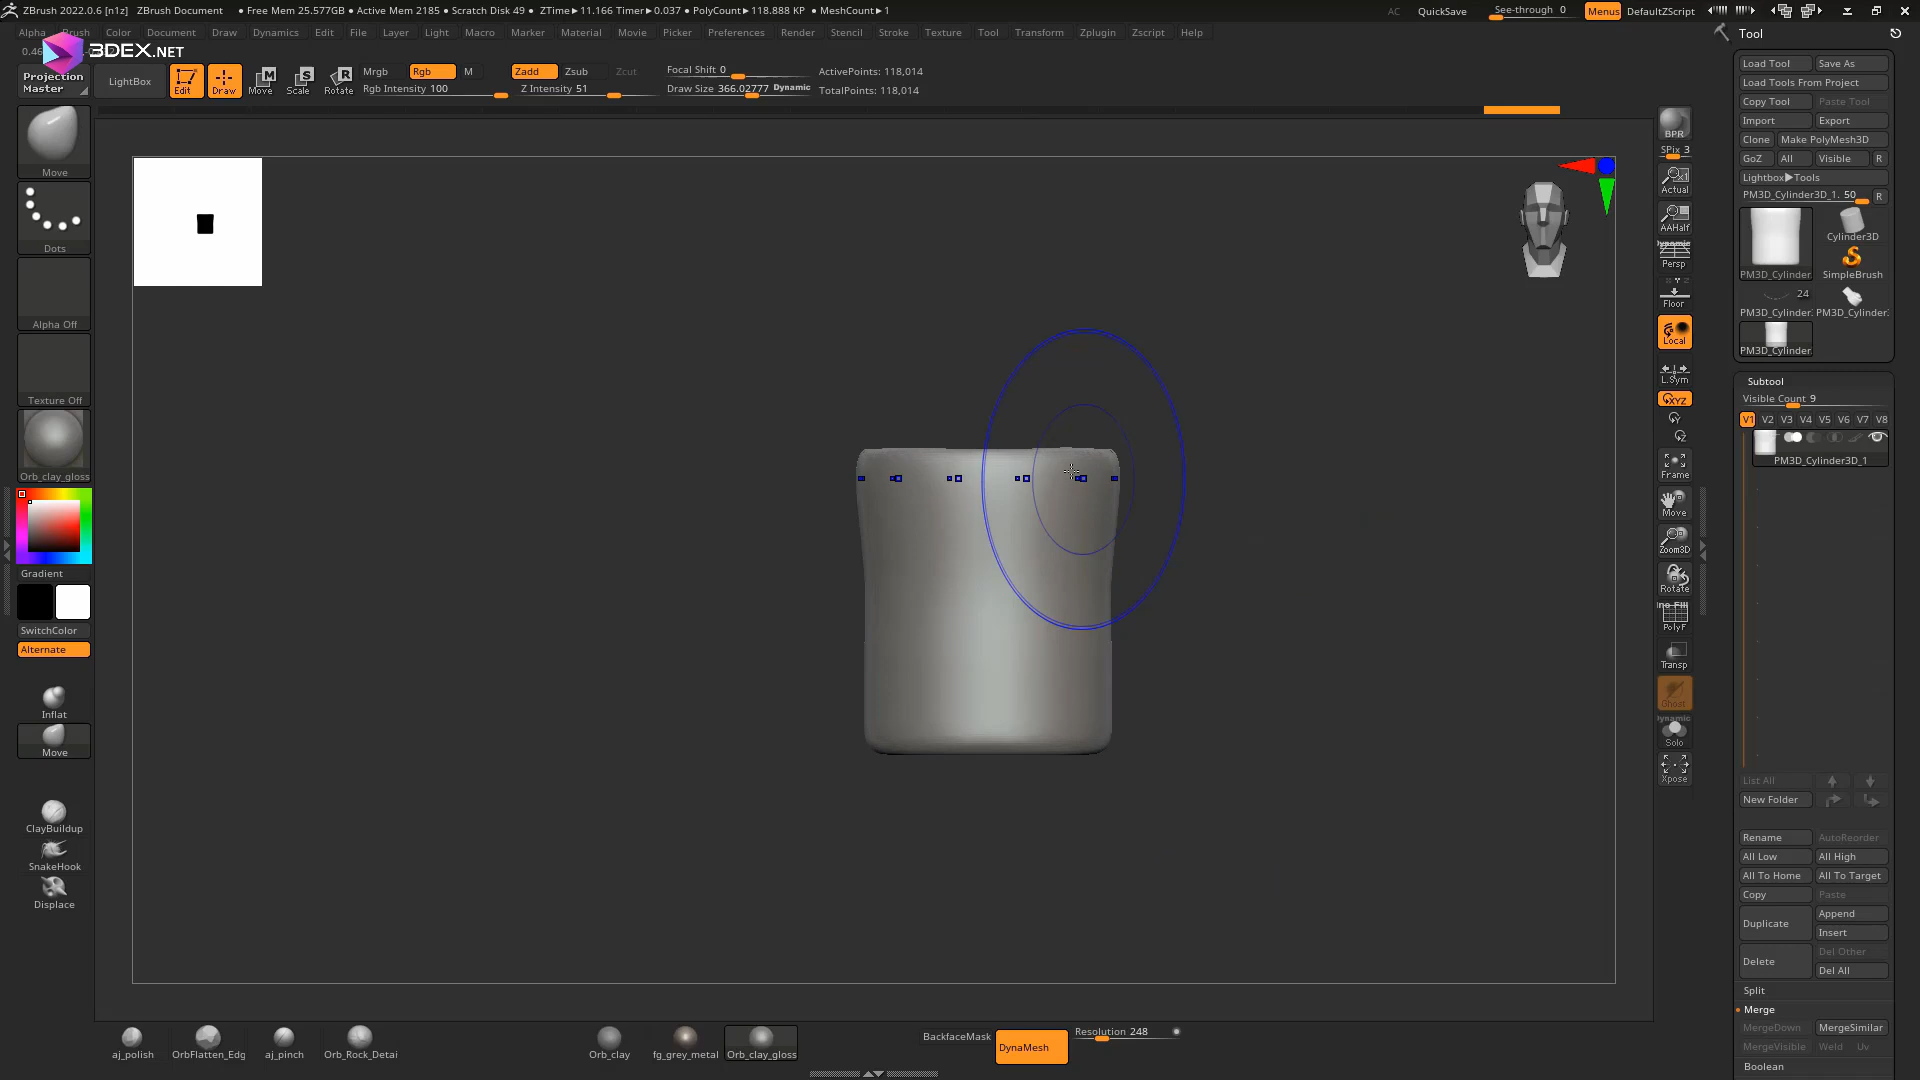 ZBrush 2022.0.6 [n1z] ZBrush Document ● Free Mem 25.577GB ● Active Mem 2185 ● Scratch Disk 49 ● ZTime▶11.166 Timer▶0.037 ● PolyCount▶118.888 KP ● MeshCount▶1 AC QuickSave See-through 0 Menus DefaultZScript
Alpha Brush Color Document Draw Dynamics Edit File Layer Light Macro Marker Material Movie Picker Preferences Render Stencil Stroke Texture Tool Transform Zplugin Zscript Help
3DEX.NET
Projection Master
LightBox
Edit Draw Move Scale Rotate
Mrgb Rgb M
Rgb Intensity 100
Zadd Zsub Zcut
Z Intensity 51
Focal Shift 0
Draw Size 366.02777 Dynamic
ActivePoints: 118,014
TotalPoints: 118,014
Move
Dots
Alpha Off
Texture Off
Orb_clay_gloss
Gradient
SwitchColor
Alternate
Inflat
Move
ClayBuildup
SnakeHook
Displace
BPR
SPix 3
Actual
AAHalf
Dynamic
Persp
Floor
Local
L.Sym
XYZ
Frame
Move
Zoom3D
Rotate
Line Fill
PolyF
Transp
Ghost
Dynamic
Solo
Xpose
Tool
Load Tool Save As
Load Tools From Project
Copy Tool Paste Tool
Import Export
Clone Make PolyMesh3D
GoZ All Visible R
Lightbox▶Tools
PM3D_Cylinder3D_1. 50 R
Cylinder3D
PM3D_Cylinder SimpleBrush
24
PM3D_Cylinder. PM3D_Cylinder.
PM3D_Cylinder
Subtool
Visible Count 9
V1 V2 V3 V4 V5 V6 V7 V8
PM3D_Cylinder3D_1
List All
New Folder
Rename AutoReorder
All Low All High
All To Home All To Target
Copy Paste
Duplicate Append
Insert
Delete Del Other
Del All
Split
Merge
MergeDown MergeSimilar
MergeVisible Weld Uv
Boolean
aj_polish OrbFlatten_Edg aj_pinch Orb_Rock_Detai Orb_clay fg_grey_metal Orb_clay_gloss
BackfaceMask DynaMesh Resolution 248